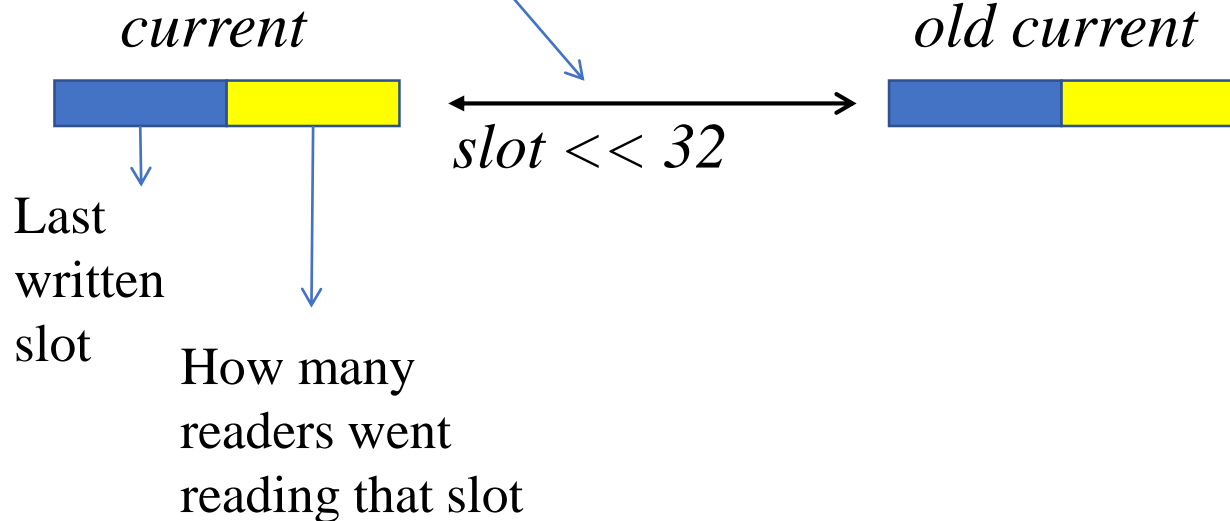 current
old current
slot << 32
Last
written
slot
How many
readers went
reading that slot